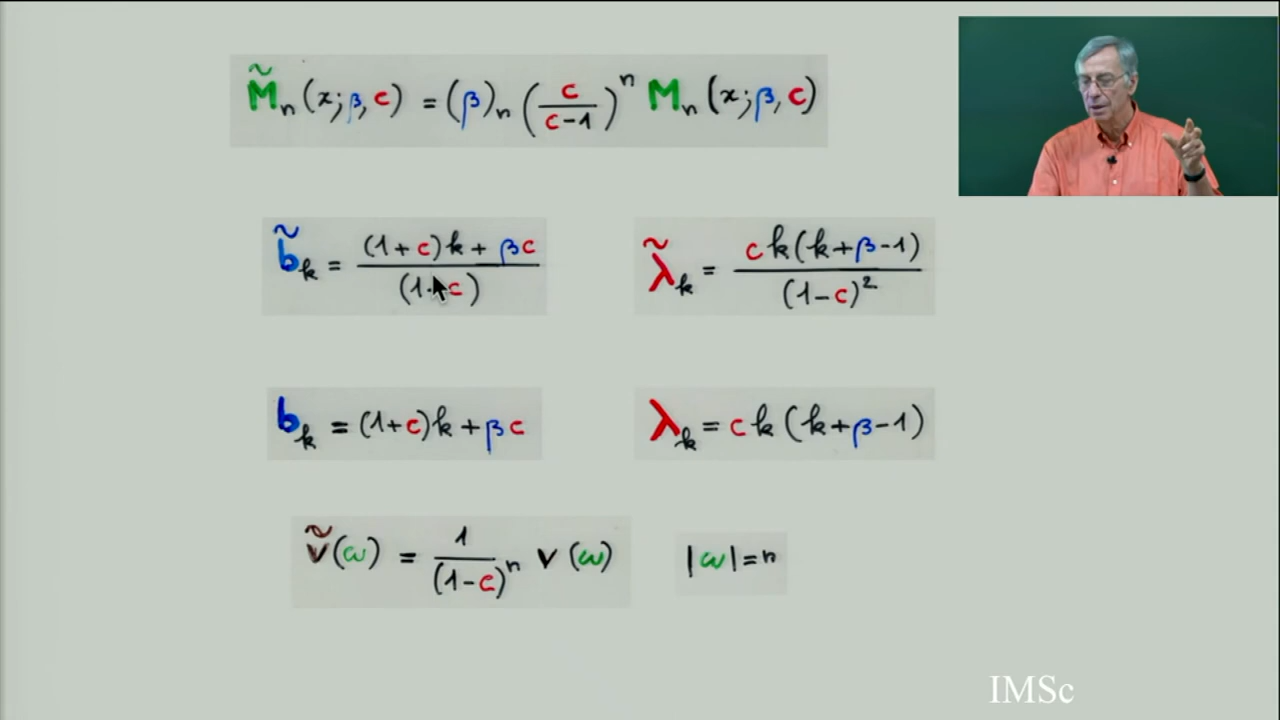 M̃ₙ(x; β, c) = (β)ₙ (c/(c-1))ⁿ Mₙ(x; β, c)
b̃ₖ = ((1+c)k + βc)/(1-c)    λ̃ₖ = ck(k+β-1)/(1-c)²
bₖ = (1+c)k + βc    λₖ = ck(k+β-1)
ṽ(ω) = 1/(1-c)ⁿ v(ω)    |ω| = n
IMSc